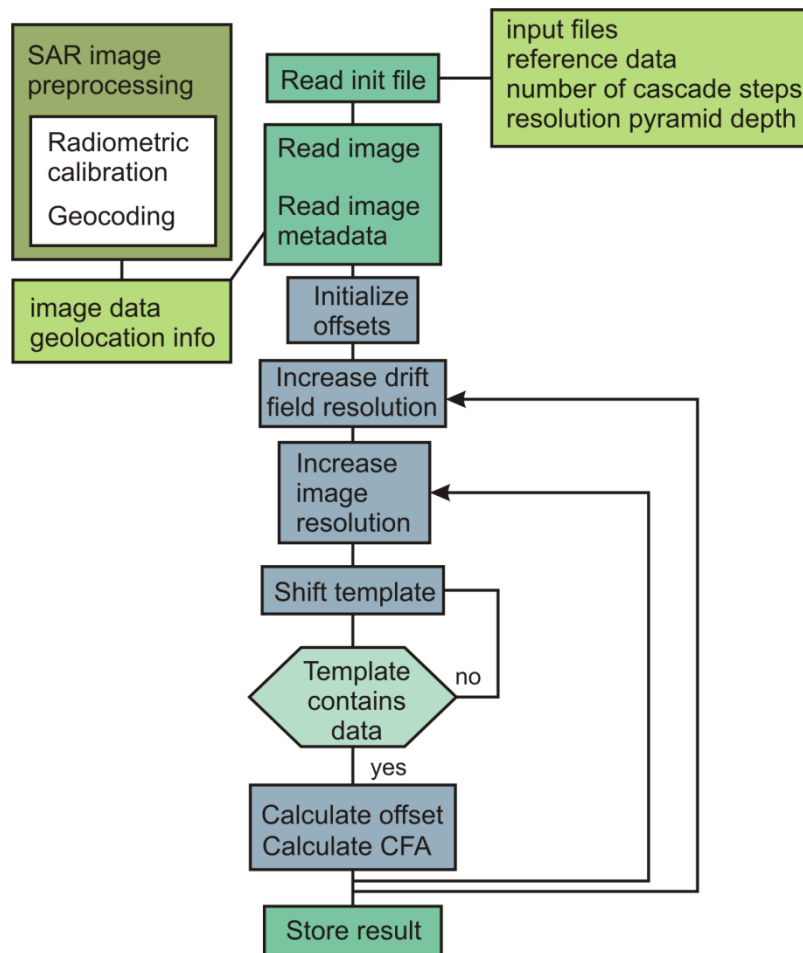 SAR image
preprocessing
Radiometric
calibration
Geocoding
image data
geolocation info
Read init file
input files
reference data
number of cascade steps
resolution pyramid depth
Read image
Read image
metadata
Initialize
offsets
Increase drift
field resolution
Increase
image
resolution
Shift template
Template
contains
data
no
yes
Calculate offset
Calculate CFA
Store result